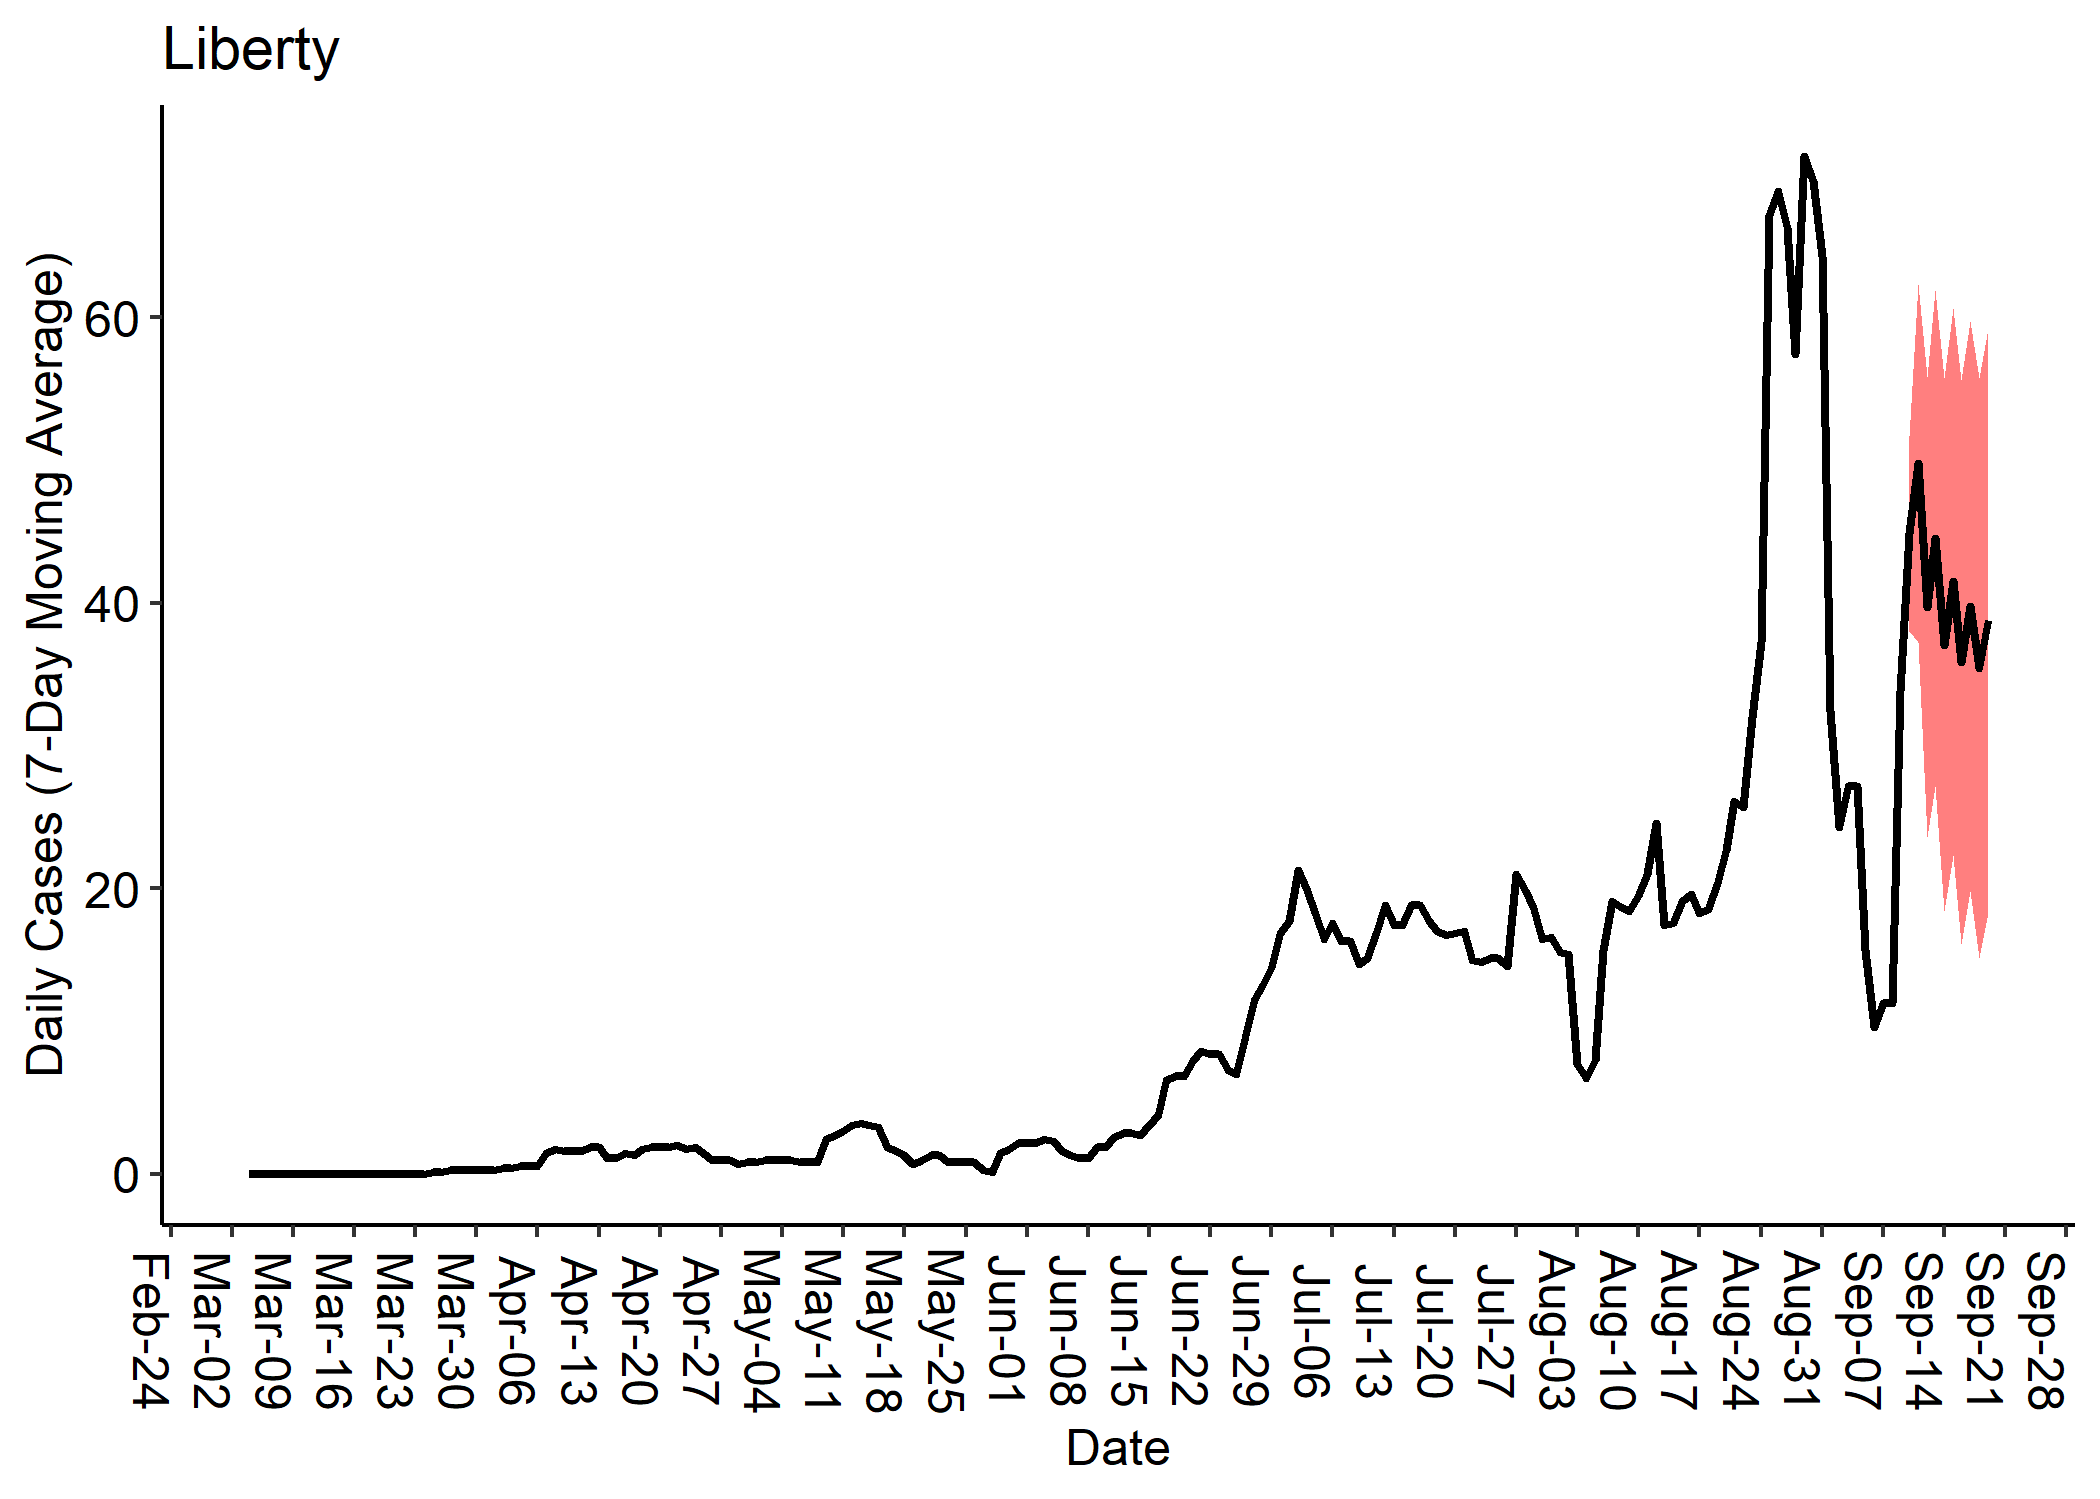 Liberty
Daily Cases (7-Day Moving Average)
60
40
20
0
Feb-24
Mar-02
Mar-09
Mar-16
Mar-23
Mar-30
Apr-06
Apr-13
Apr-20
Apr-27
May-04
May-11
May-18
May-25
Jun-01
Jun-08
Jun-15
Jun-22
Jun-29
Jul-06
Jul-13
Jul-20
Jul-27
Aug-03
Aug-10
Aug-17
Aug-24
Aug-31
Sep-07
Sep-14
Sep-21
Sep-28
Date